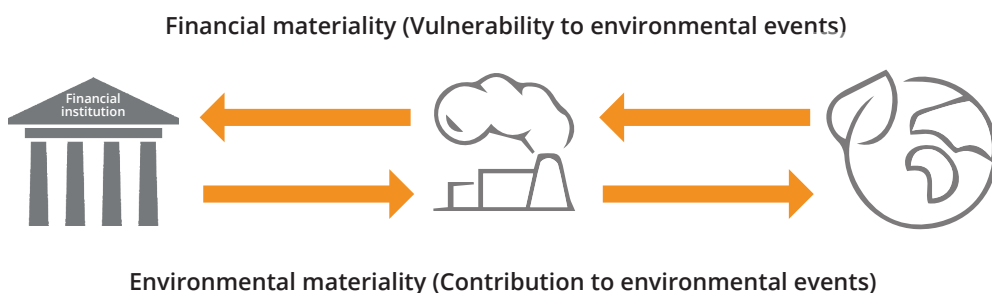 Financial materiality (Vulnerability to environmental events)
Financial
institution
Environmental materiality (Contribution to environmental events)